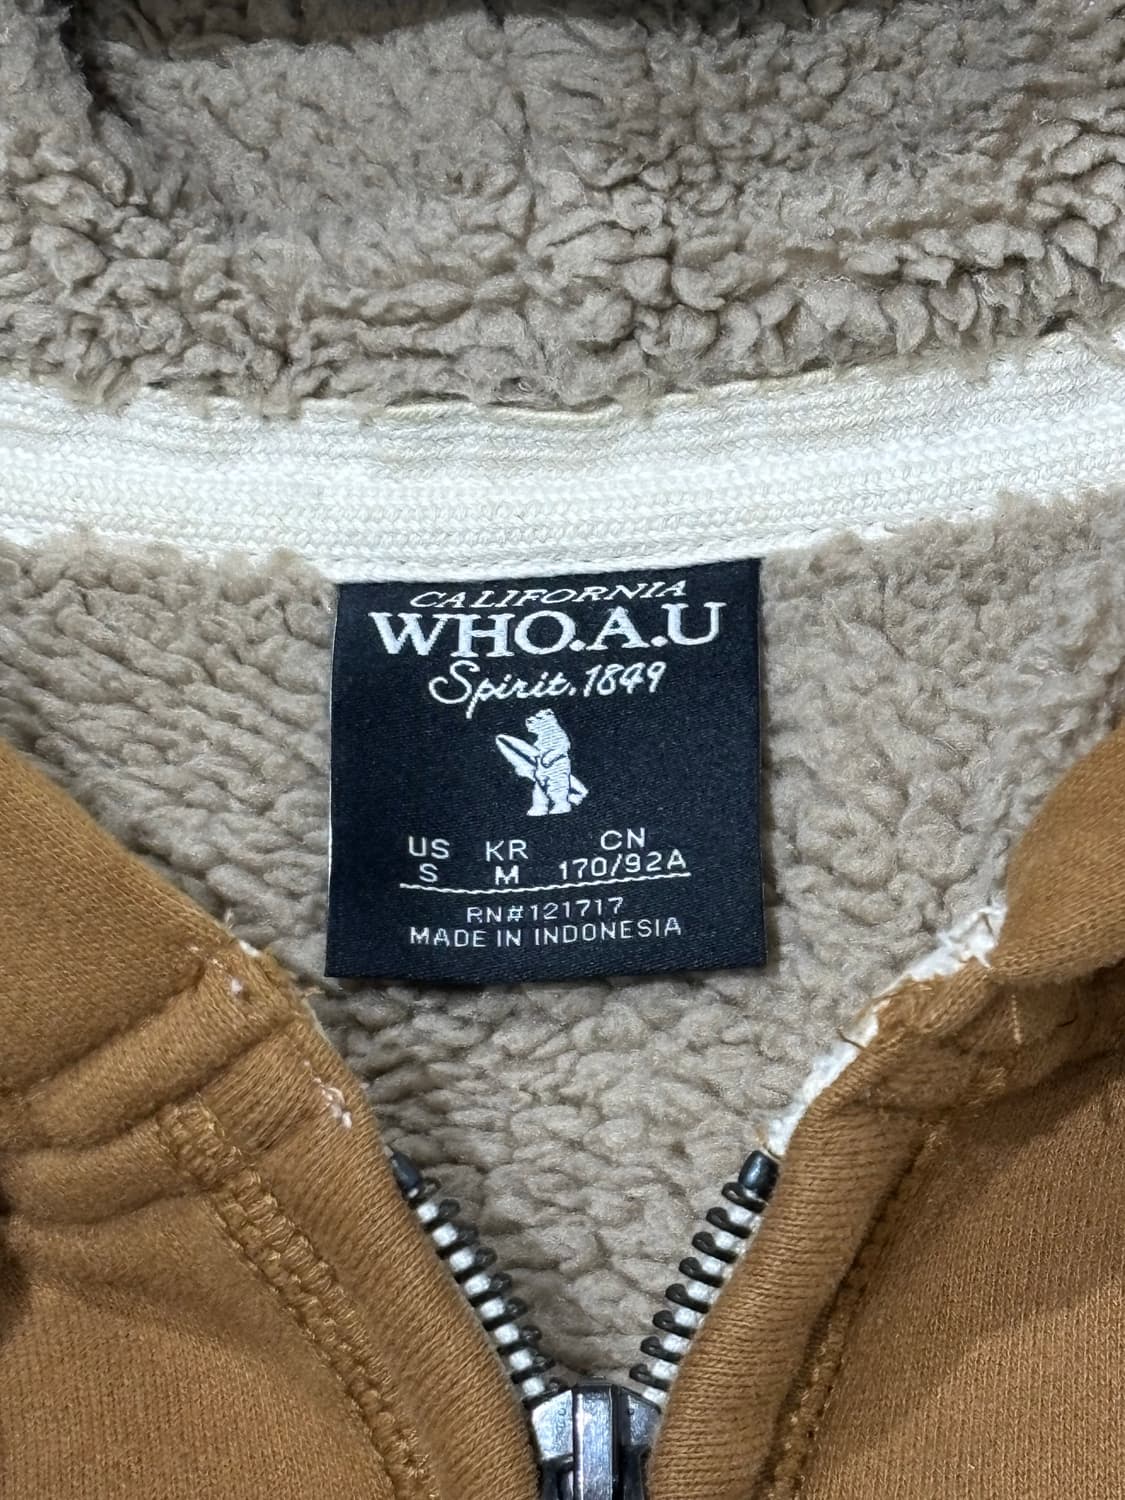 CALIFORNIA
WHO.A.U
Spirit.1849
US KR CN
S M 170/92A
RN#121717
MADE IN INDONESIA